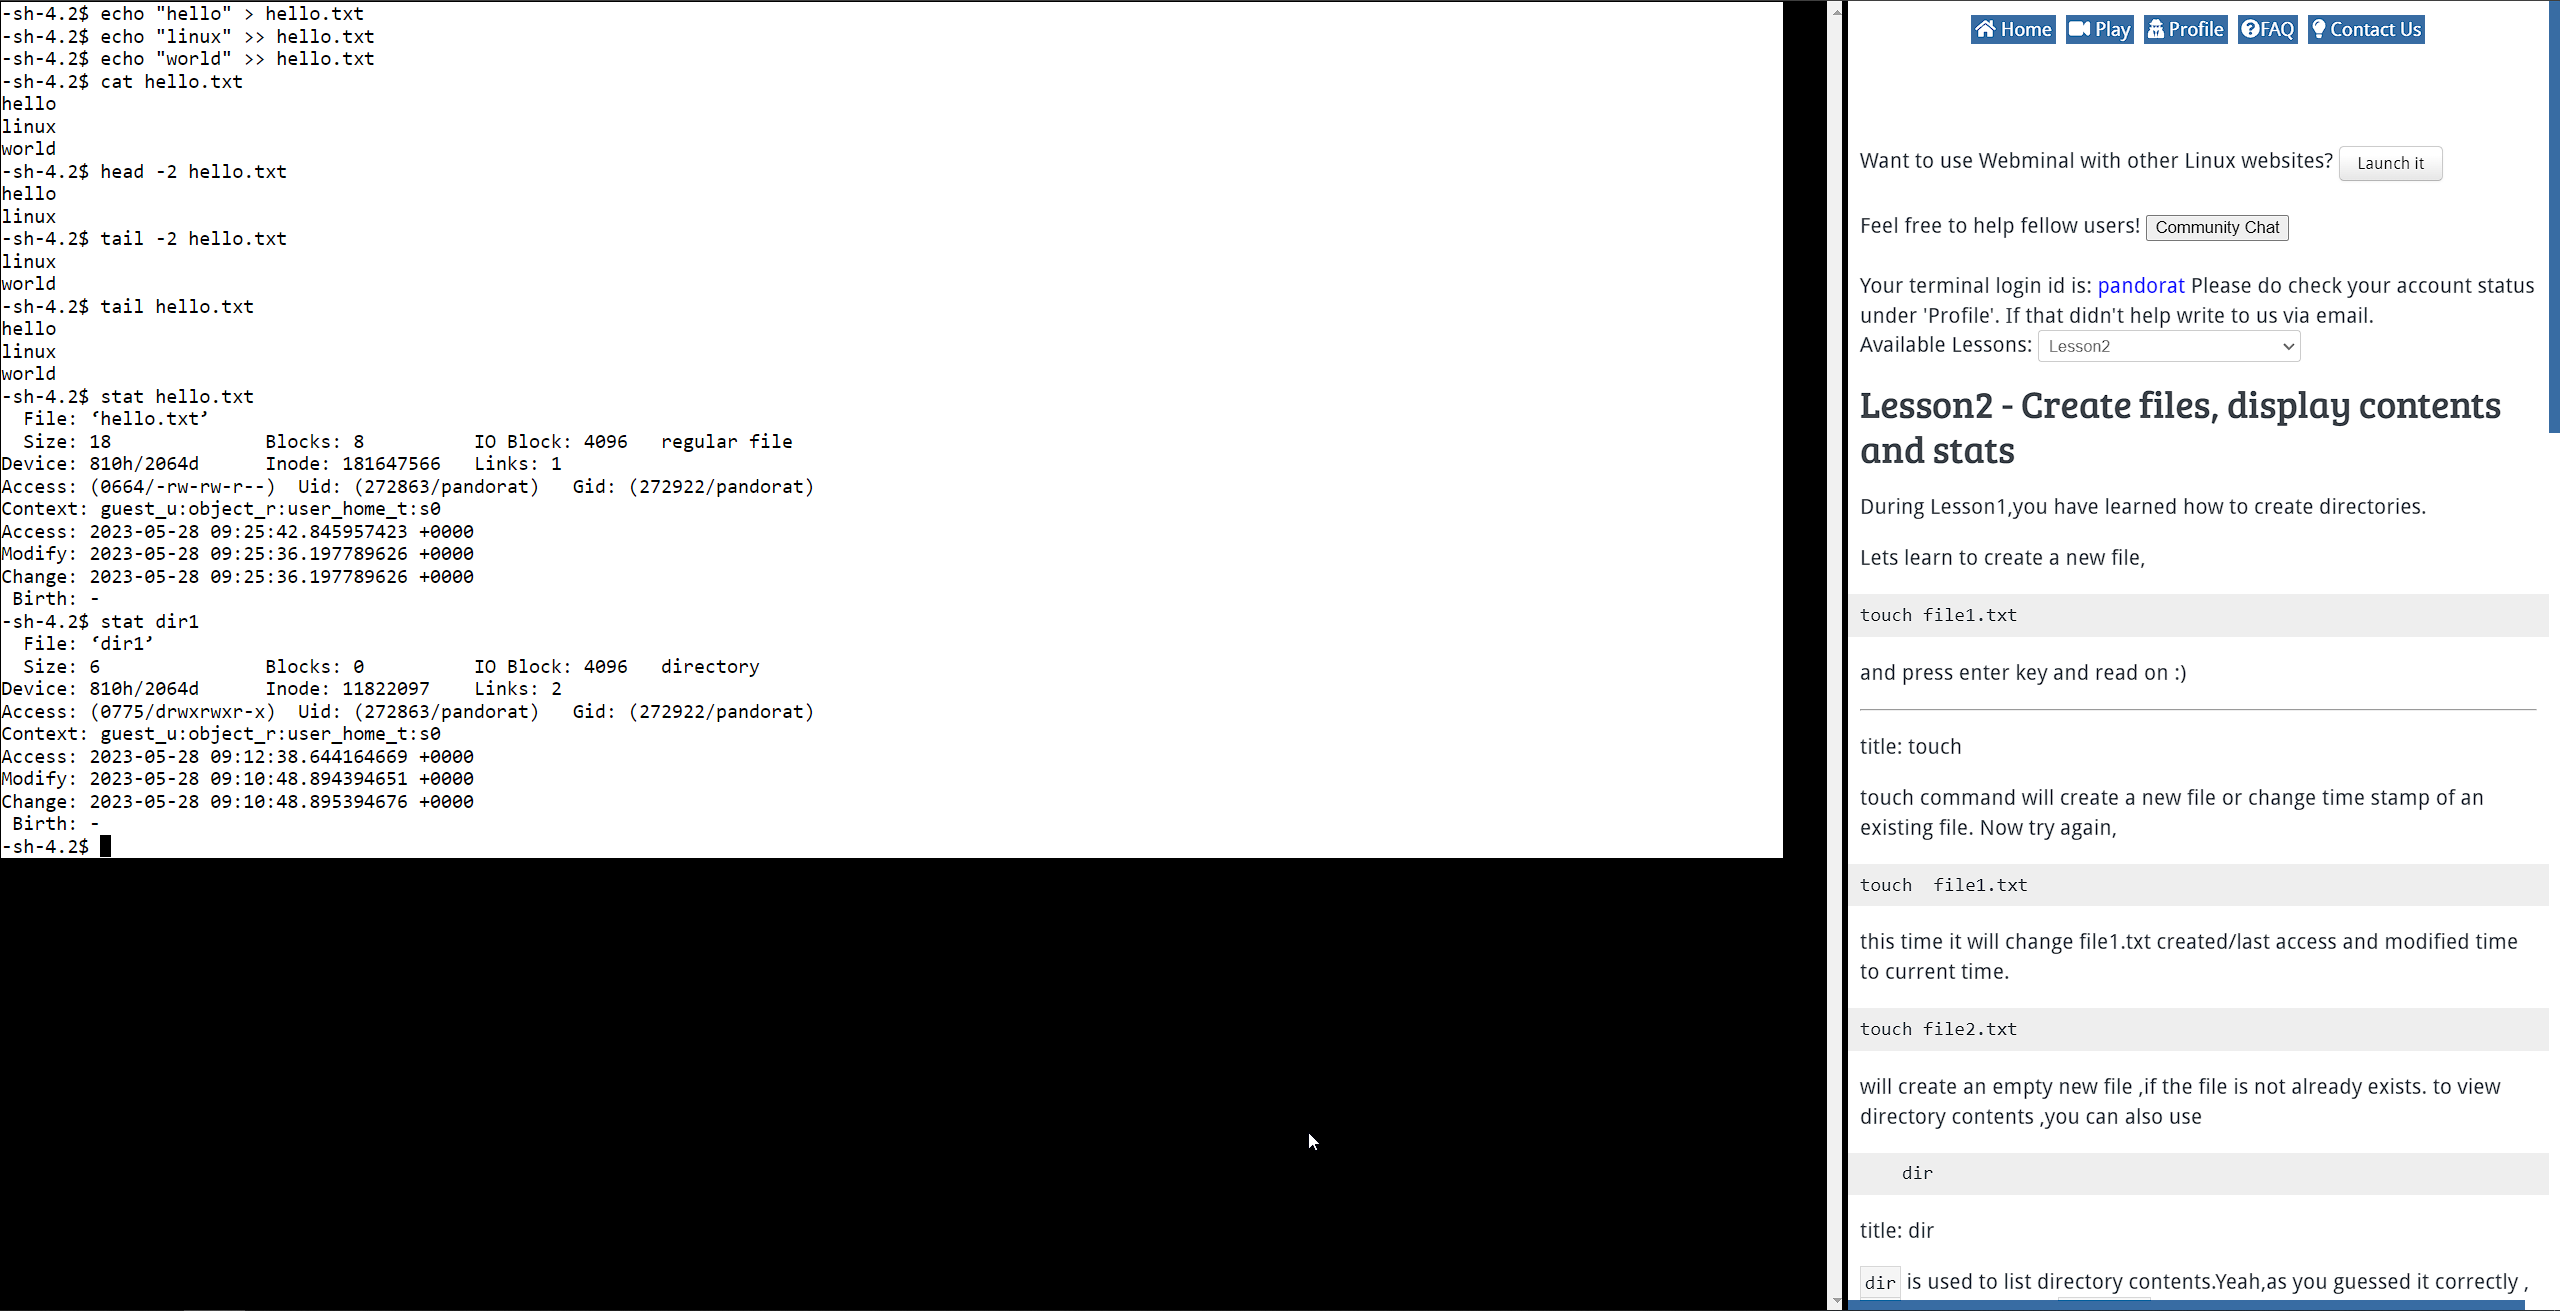 -sh-4.2$ echo "hello" > hello.txt
-sh-4.2$ echo "linux" >> hello.txt
-sh-4.2$ echo "world" >> hello.txt
-sh-4.2$ cat hello.txt
hello
linux
world
-sh-4.2$ head -2 hello.txt
hello
linux
-sh-4.2$ tail -2 hello.txt
linux
world
-sh-4.2$ tail hello.txt
hello
linux
world
-sh-4.2$ stat hello.txt
  File: ‘hello.txt’
  Size: 18              Blocks: 8          IO Block: 4096   regular file
Device: 810h/2064d      Inode: 181647566   Links: 1
Access: (0664/-rw-rw-r--)  Uid: (272863/pandorat)   Gid: (272922/pandorat)
Context: guest_u:object_r:user_home_t:s0
Access: 2023-05-28 09:25:42.845957423 +0000
Modify: 2023-05-28 09:25:36.197789626 +0000
Change: 2023-05-28 09:25:36.197789626 +0000
 Birth: -
-sh-4.2$ stat dir1
  File: ‘dir1’
  Size: 6               Blocks: 0          IO Block: 4096   directory
Device: 810h/2064d      Inode: 11822097    Links: 2
Access: (0775/drwxrwxr-x)  Uid: (272863/pandorat)   Gid: (272922/pandorat)
Context: guest_u:object_r:user_home_t:s0
Access: 2023-05-28 09:12:38.644164669 +0000
Modify: 2023-05-28 09:10:48.894394651 +0000
Change: 2023-05-28 09:10:48.895394676 +0000
 Birth: -
-sh-4.2$
Home Play Profile FAQ Contact Us
Want to use Webminal with other Linux websites? Launch it
Feel free to help fellow users! Community Chat
Your terminal login id is: pandorat Please do check your account status
under 'Profile'. If that didn't help write to us via email.
Available Lessons: Lesson2
Lesson2 - Create files, display contents
and stats
During Lesson1,you have learned how to create directories.
Lets learn to create a new file,
touch file1.txt
and press enter key and read on :)
title: touch
touch command will create a new file or change time stamp of an
existing file. Now try again,
touch  file1.txt
this time it will change file1.txt created/last access and modified time
to current time.
touch file2.txt
will create an empty new file ,if the file is not already exists. to view
directory contents ,you can also use
dir
title: dir
dir is used to list directory contents.Yeah,as you guessed it correctly ,